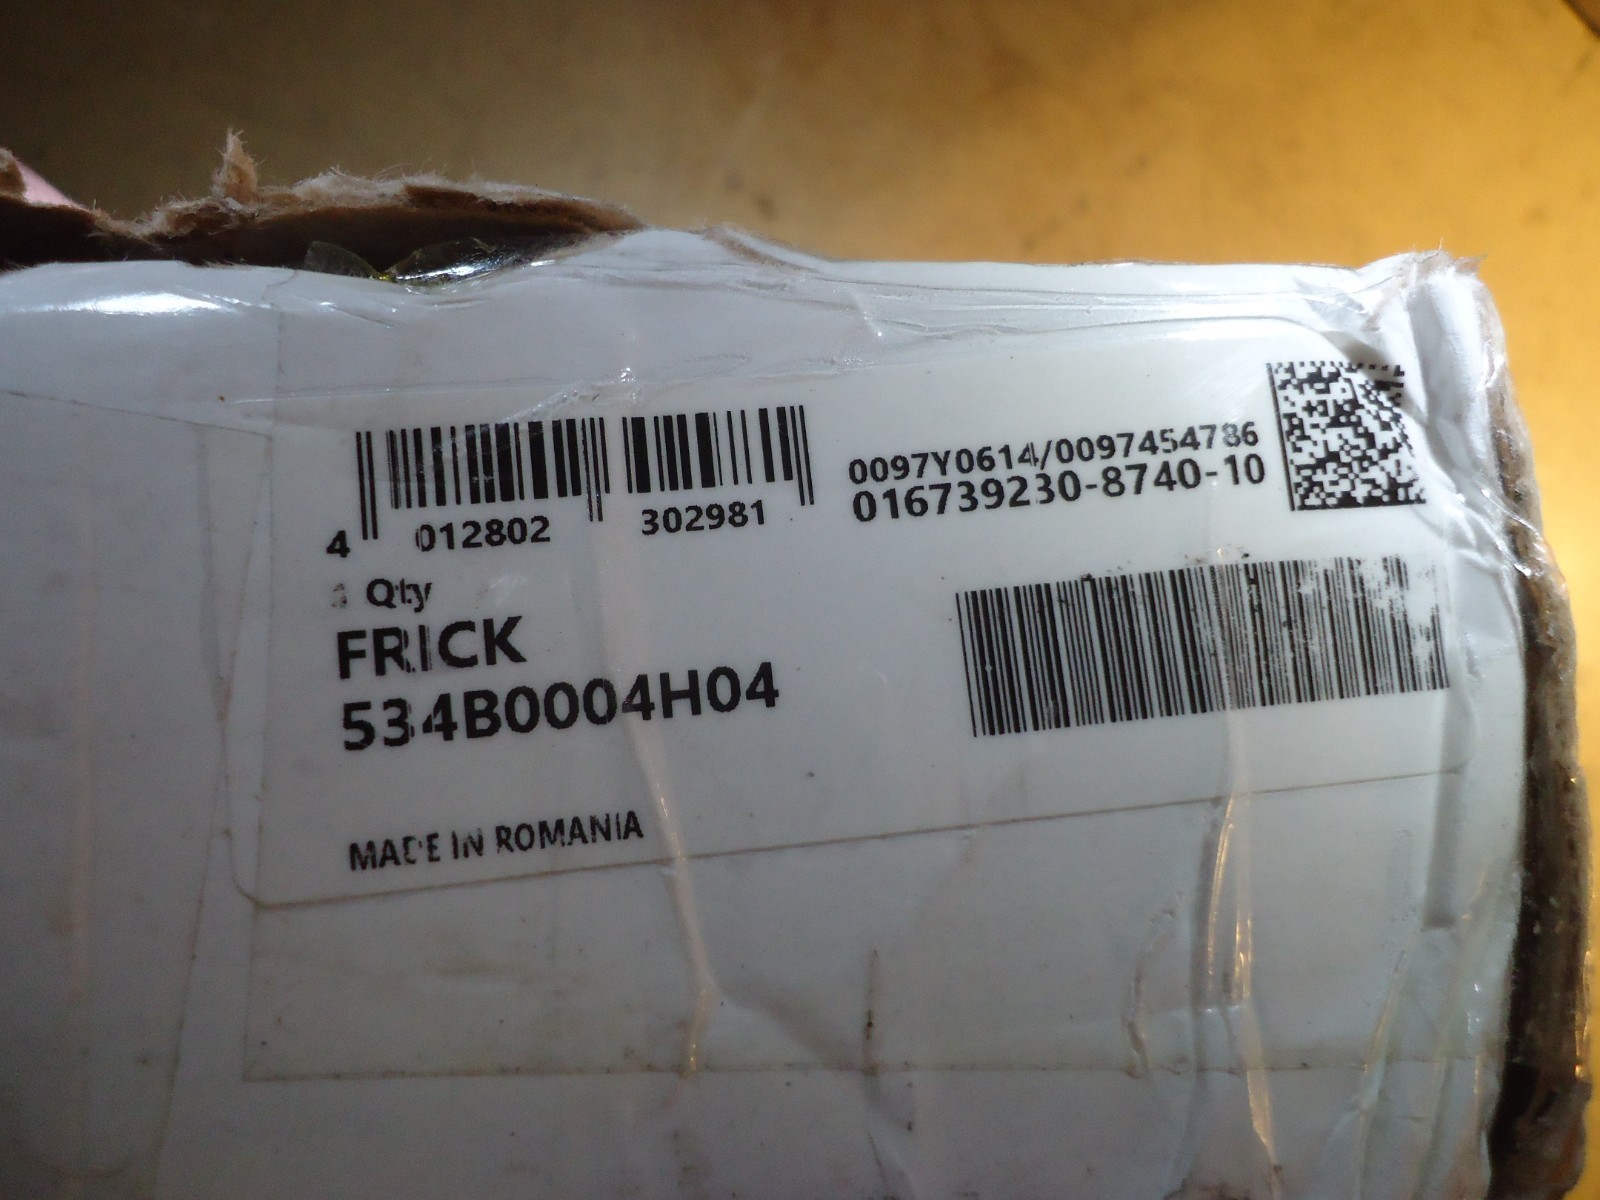 4 012802 302981
0097Y0614/0097454786
016739230-8740-10
Qty
FRICK
534B0004H04
MADE IN ROMANIA